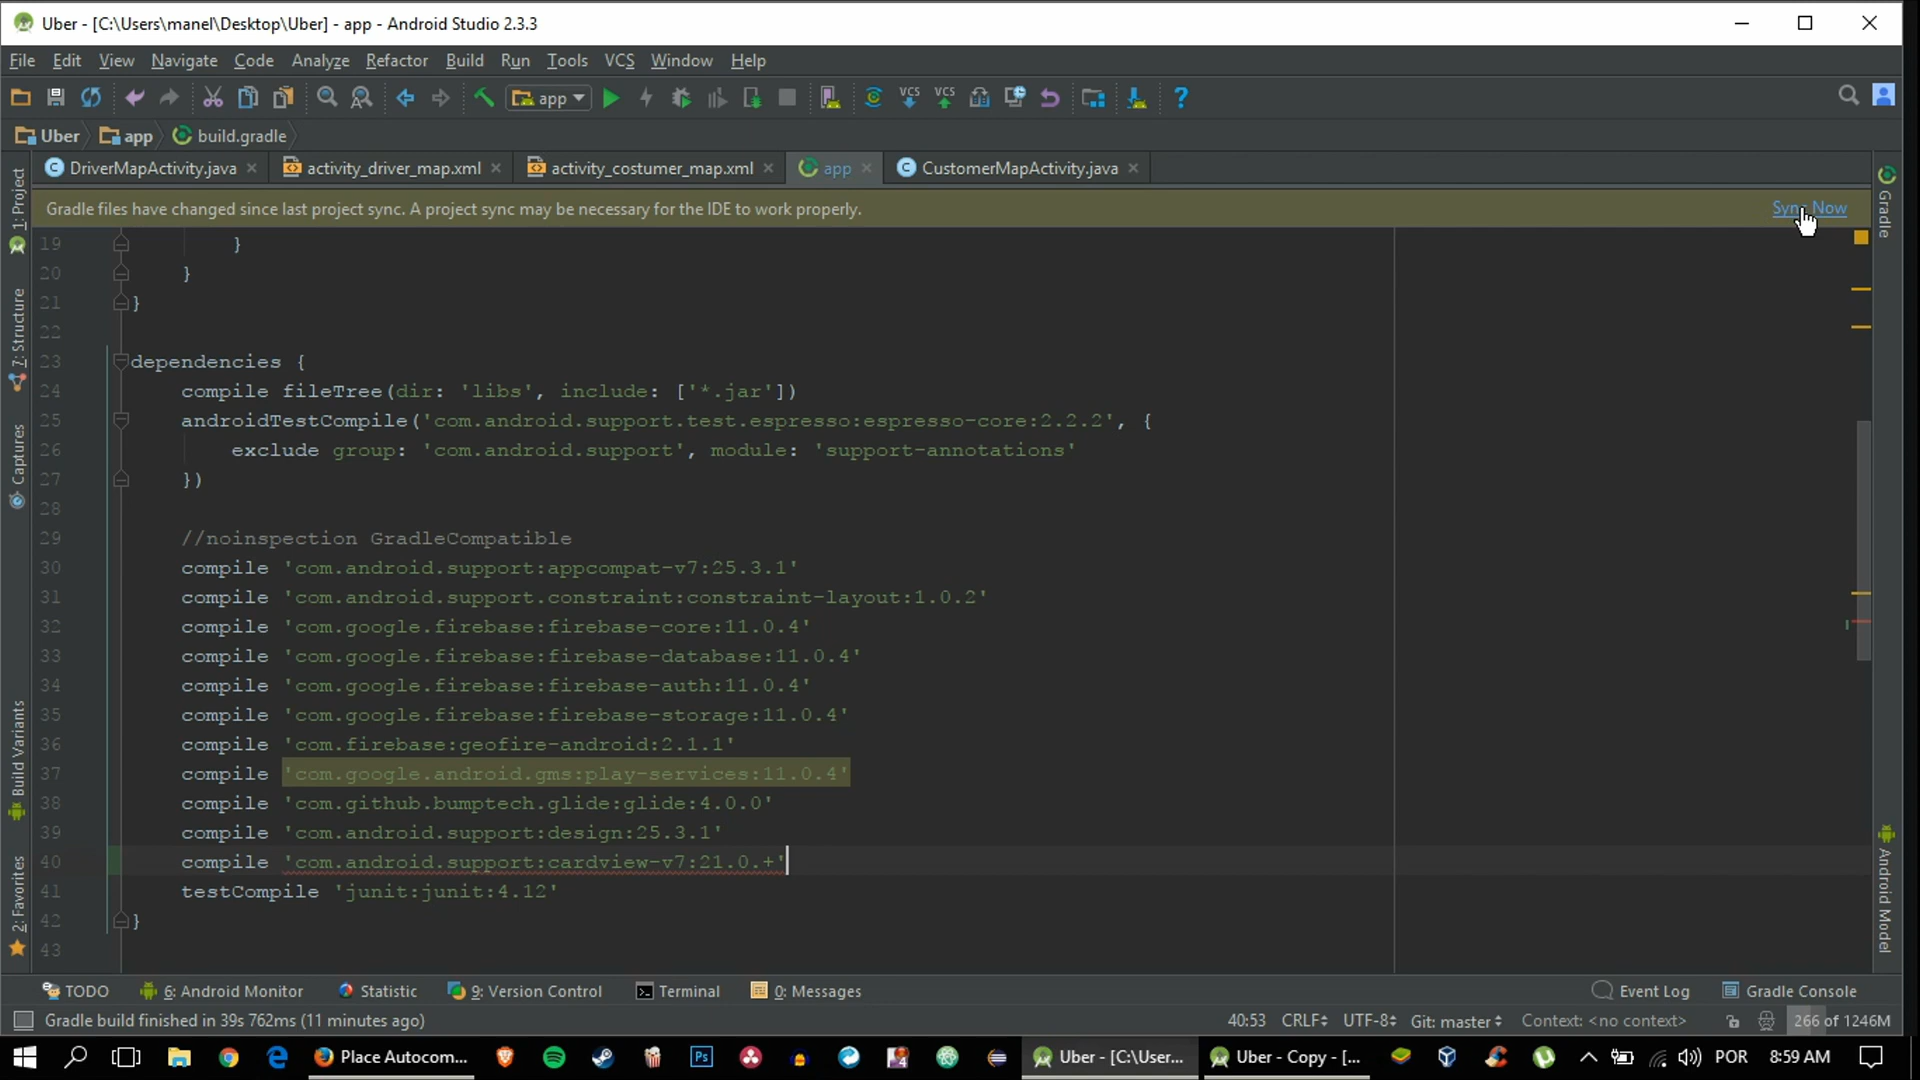 Uber - [C:\Users\manel\Desktop\Uber] - app - Android Studio 2.3.3
File Edit View Navigate Code Analyze Refactor Build Run Tools VCS Window Help
app
VCS VCS
Uber app build.gradle
DriverMapActivity.java activity_driver_map.xml activity_costumer_map.xml app CustomerMapActivity.java
Gradle files have changed since last project sync. A project sync may be necessary for the IDE to work properly. Sync Now
1: Project
7: Structure
Captures
Build Variants
2: Favorites
Gradle
Android Model
19 }
20 }
21 }
22
23 dependencies {
24 compile fileTree(dir: 'libs', include: ['*.jar'])
25 androidTestCompile('com.android.support.test.espresso:espresso-core:2.2.2', {
26 exclude group: 'com.android.support', module: 'support-annotations'
27 })
28
29 //noinspection GradleCompatible
30 compile 'com.android.support:appcompat-v7:25.3.1'
31 compile 'com.android.support.constraint:constraint-layout:1.0.2'
32 compile 'com.google.firebase:firebase-core:11.0.4'
33 compile 'com.google.firebase:firebase-database:11.0.4'
34 compile 'com.google.firebase:firebase-auth:11.0.4'
35 compile 'com.google.firebase:firebase-storage:11.0.4'
36 compile 'com.firebase:geofire-android:2.1.1'
37 compile 'com.google.android.gms:play-services:11.0.4'
38 compile 'com.github.bumptech.glide:glide:4.0.0'
39 compile 'com.android.support:design:25.3.1'
40 compile 'com.android.support:cardview-v7:21.0.+'
41 testCompile 'junit:junit:4.12'
42 }
43
TODO 6: Android Monitor Statistic 9: Version Control Terminal 0: Messages Event Log Gradle Console
Gradle build finished in 39s 762ms (11 minutes ago) 40:53 CRLF UTF-8 Git: master Context: <no context> 266 of 1246M
Place Autocom... Ps Uber - [C:\User... Uber - Copy - [... POR 8:59 AM